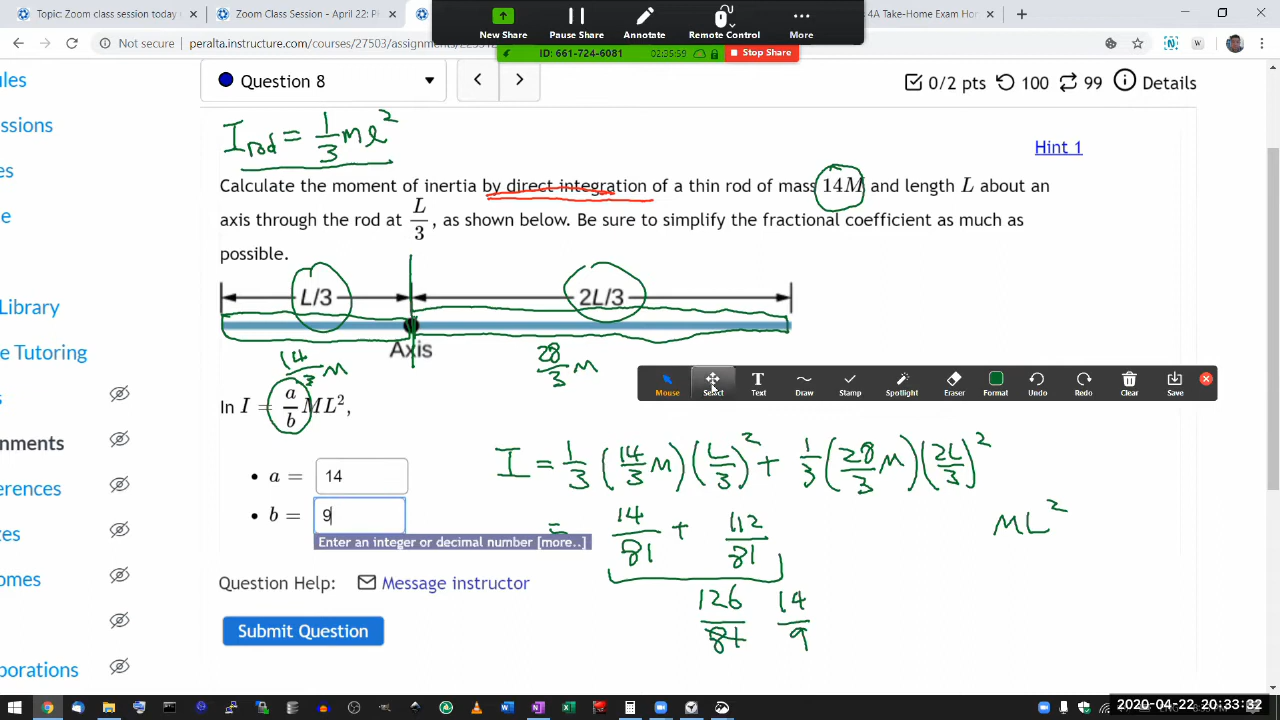 Topic
Classroom - April 22
4A Take-Home Exam
New Share
Pause Share
Annotate
Remote Control
More
Not secure
peralta.instructure.com/courses/27503/assignments/
ID: 661-724-6081
02:35:59
Stop Share
Question 8
0/2 pts
100
99
Details
I_rod = 1/3 ml²
Hint 1
Calculate the moment of inertia by direct integration of a thin rod of mass 14M and length L about an
axis through the rod at L/3, as shown below. Be sure to simplify the fractional coefficient as much as
possible.
L/3
2L/3
Axis
14/3 M
28/3 M
Mouse
Select
Text
Draw
Stamp
Spotlight
Eraser
Format
Undo
Redo
Clear
Save
In I = a/b ML²,
• a = 14
• b = 9
Enter an integer or decimal number [more..]
I = 1/3 (14/3 M)(L/3)² + 1/3 (28/3 M)(2L/3)²
= 14/81 + 112/81
ML²
126/81
14/9
Question Help:
Message instructor
Submit Question
ules
ssions
es
e
Library
e Tutoring
s
nments
erences
zes
omes
porations
2020-04-22 20:33:32